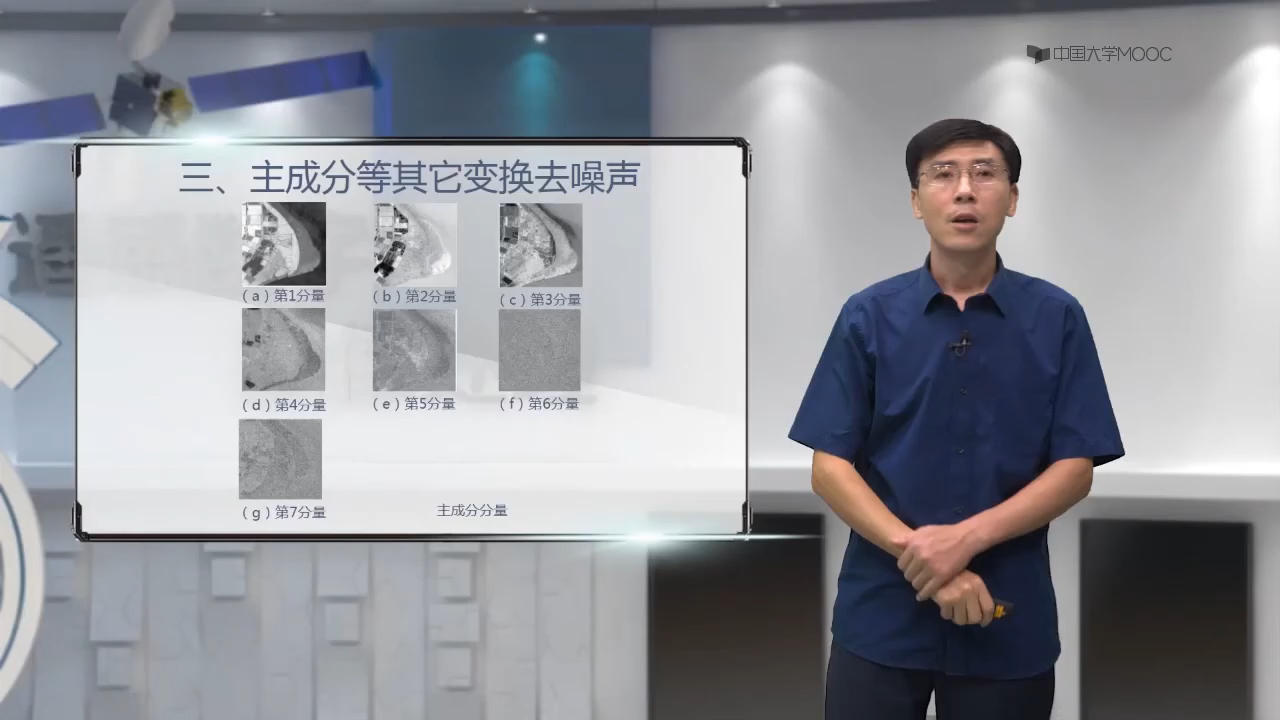 中国大学MOOC
三、主成分等其它变换去噪声
（a）第1分量
（b）第2分量
（c）第3分量
（d）第4分量
（e）第5分量
（f）第6分量
（g）第7分量
主成分分量